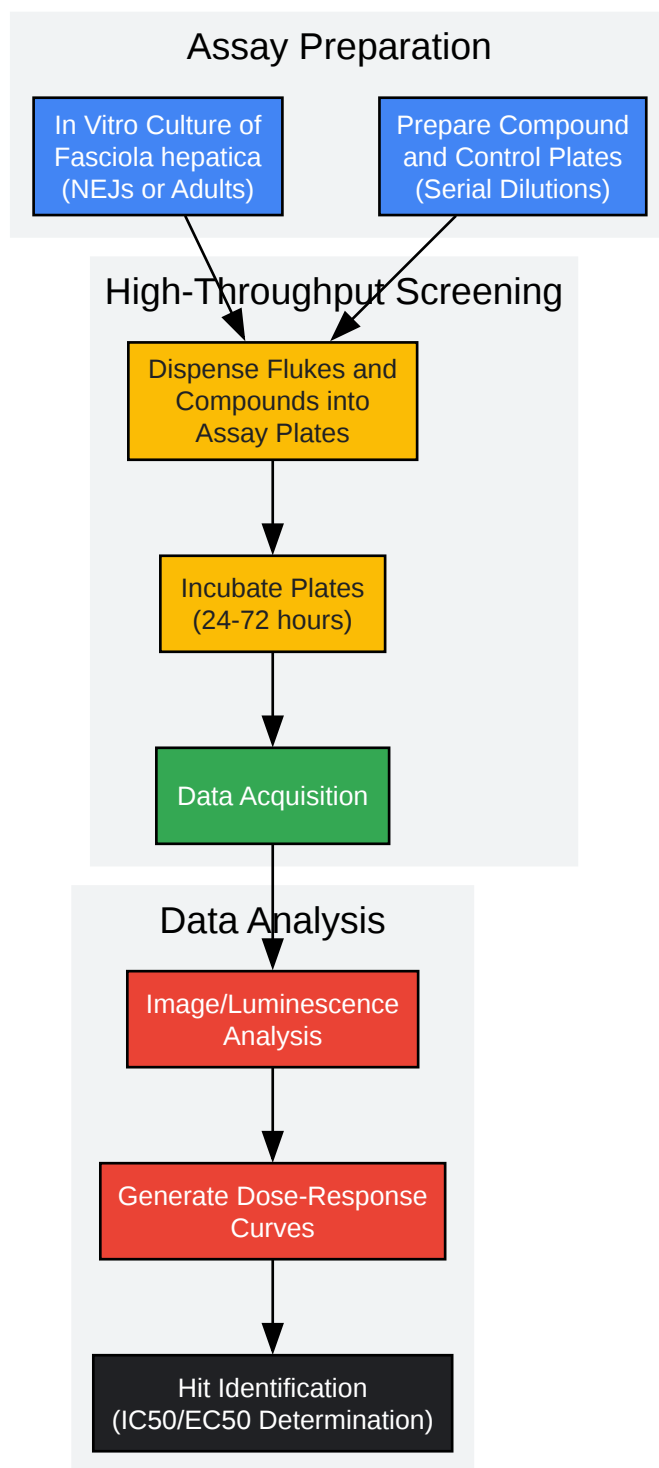 Assay Preparation
In Vitro Culture of
Fasciola hepatica
(NEJs or Adults)
Prepare Compound
and Control Plates
(Serial Dilutions)
High-Throughput Screening
Dispense Flukes and
Compounds into
Assay Plates
Incubate Plates
(24-72 hours)
Data Acquisition
Data Analysis
Image/Luminescence
Analysis
Generate Dose-Response
Curves
Hit Identification
(IC50/EC50 Determination)